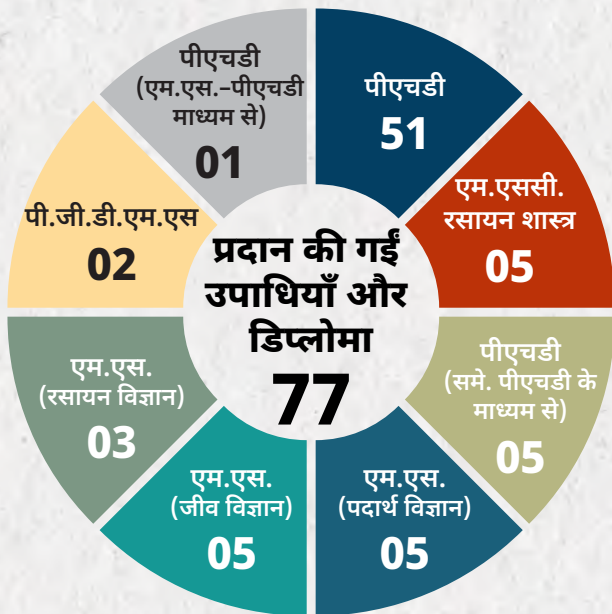 प्रदान की गईं
उपाधियाँ और
डिप्लोमा
77
पीएचडी
51
एम.एससी.
रसायन शास्त्र
05
पीएचडी
(समे. पीएचडी के
माध्यम से)
05
एम.एस.
(पदार्थ विज्ञान)
05
एम.एस.
(जीव विज्ञान)
05
एम.एस.
(रसायन विज्ञान)
03
पी.जी.डी.एम.एस
02
पीएचडी
(एम.एस.–पीएचडी
माध्यम से)
01